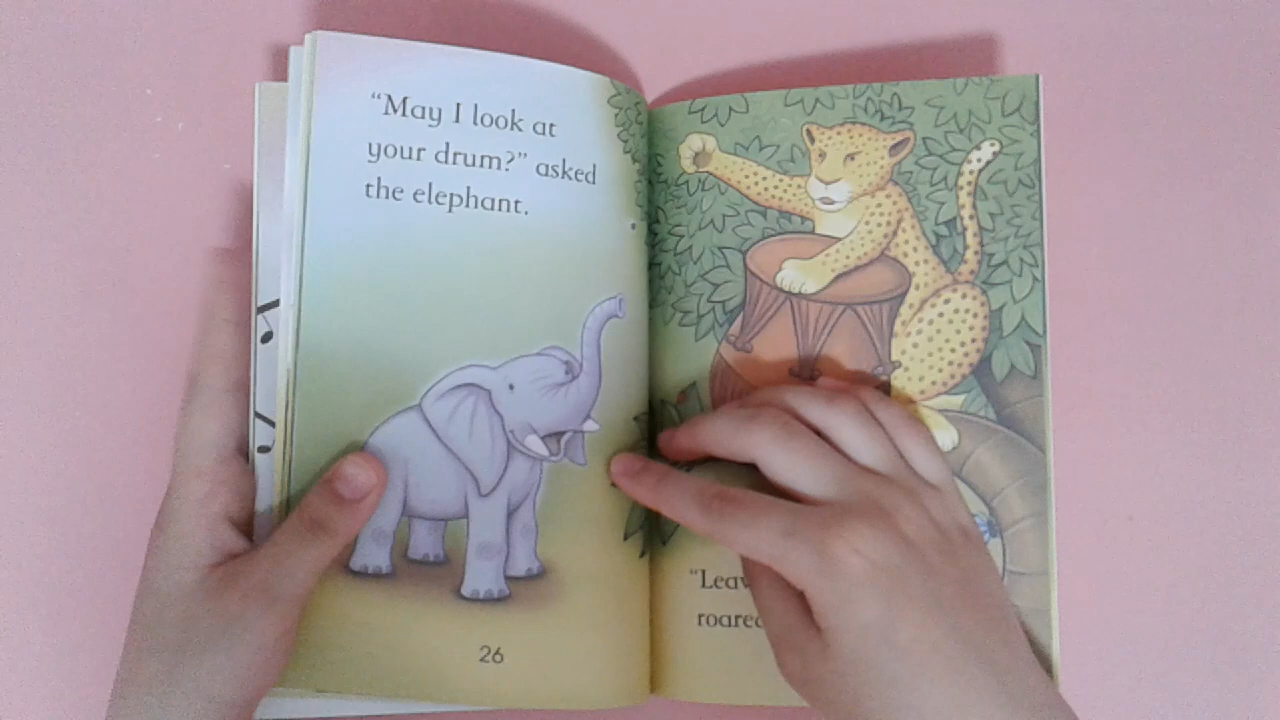 “May I look at
your drum?” asked
the elephant.
26
“Leav
roared